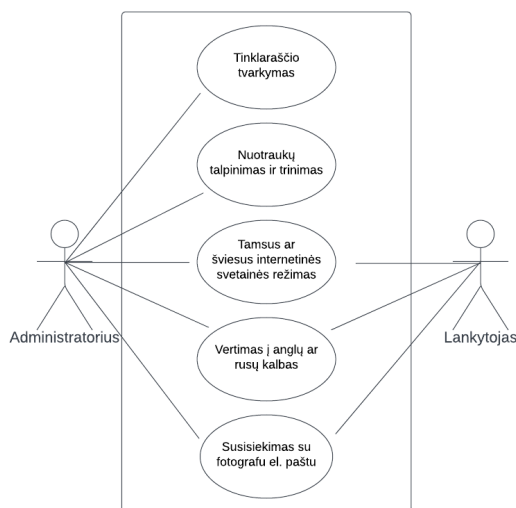 Tinklaraščio
tvarkymas
Nuotraukų
talpinimas ir trinimas
Tamsus ar
šviesus internetinės
svetainės režimas
Administratorius
Lankytojas
Vertimas į anglų ar
rusų kalbas
Susisiekimas su
fotografu el. paštu